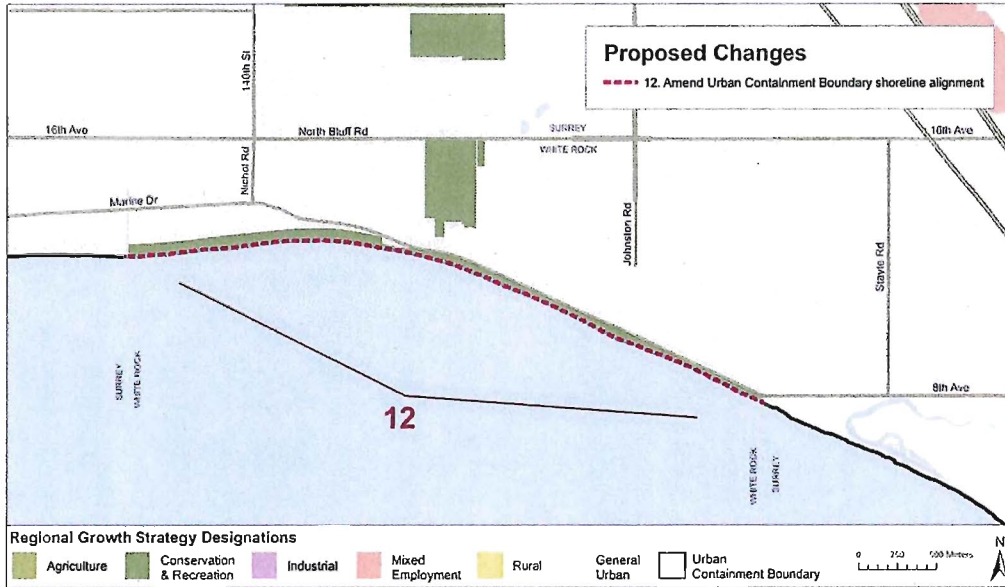 Proposed Changes
12. Amend Urban Containment Boundary shoreline alignment
140th St
16th Ave
North Bluff Rd
SURREY
WHITE ROCK
16th Ave
Nichol Rd
Marine Dr
Johnston Rd
Stayte Rd
8th Ave
SURREY
WHITE ROCK
12
WHITE ROCK
SURREY
Regional Growth Strategy Designations
Agriculture
Conservation
& Recreation
Industrial
Mixed
Employment
Rural
General
Urban
Urban
Containment Boundary
0 250 500 Meters
N